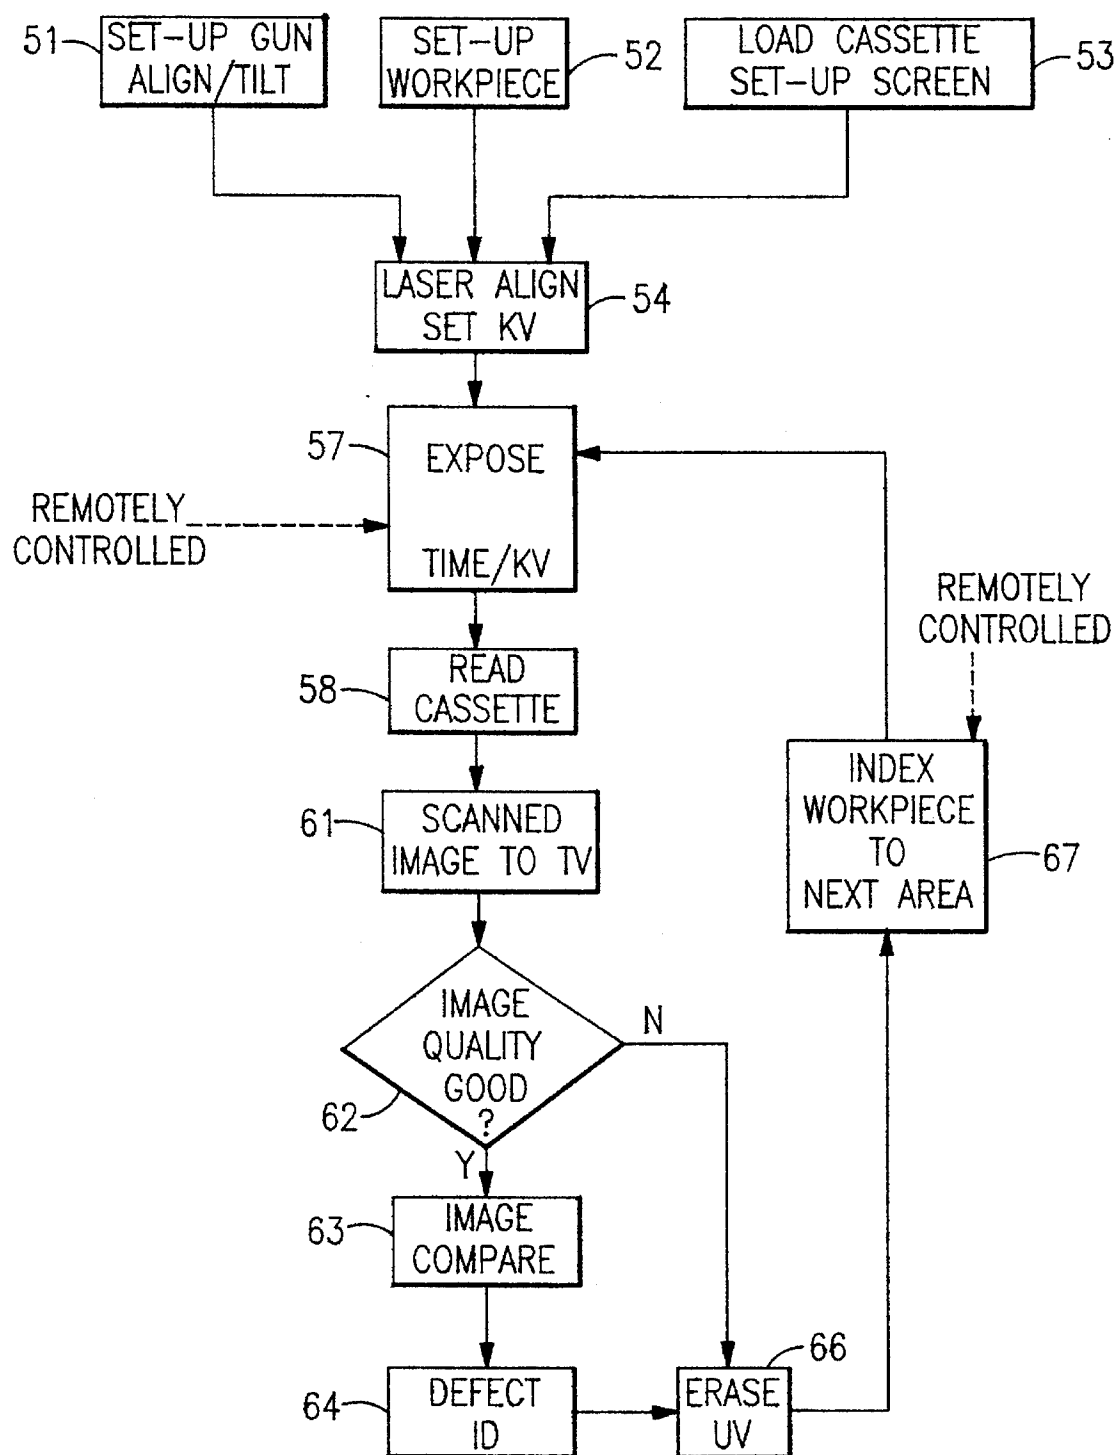 51
SET-UP GUN
ALIGN/TILT
SET-UP
WORKPIECE
52
LOAD CASSETTE
SET-UP SCREEN
53
LASER ALIGN
SET KV
54
57
EXPOSE
TIME/KV
REMOTELY
CONTROLLED
REMOTELY
CONTROLLED
58
READ
CASSETTE
61
SCANNED
IMAGE TO TV
INDEX
WORKPIECE
TO
NEXT AREA
67
IMAGE
QUALITY
GOOD
?
62
N
Y
63
IMAGE
COMPARE
64
DEFECT
ID
66
ERASE
UV